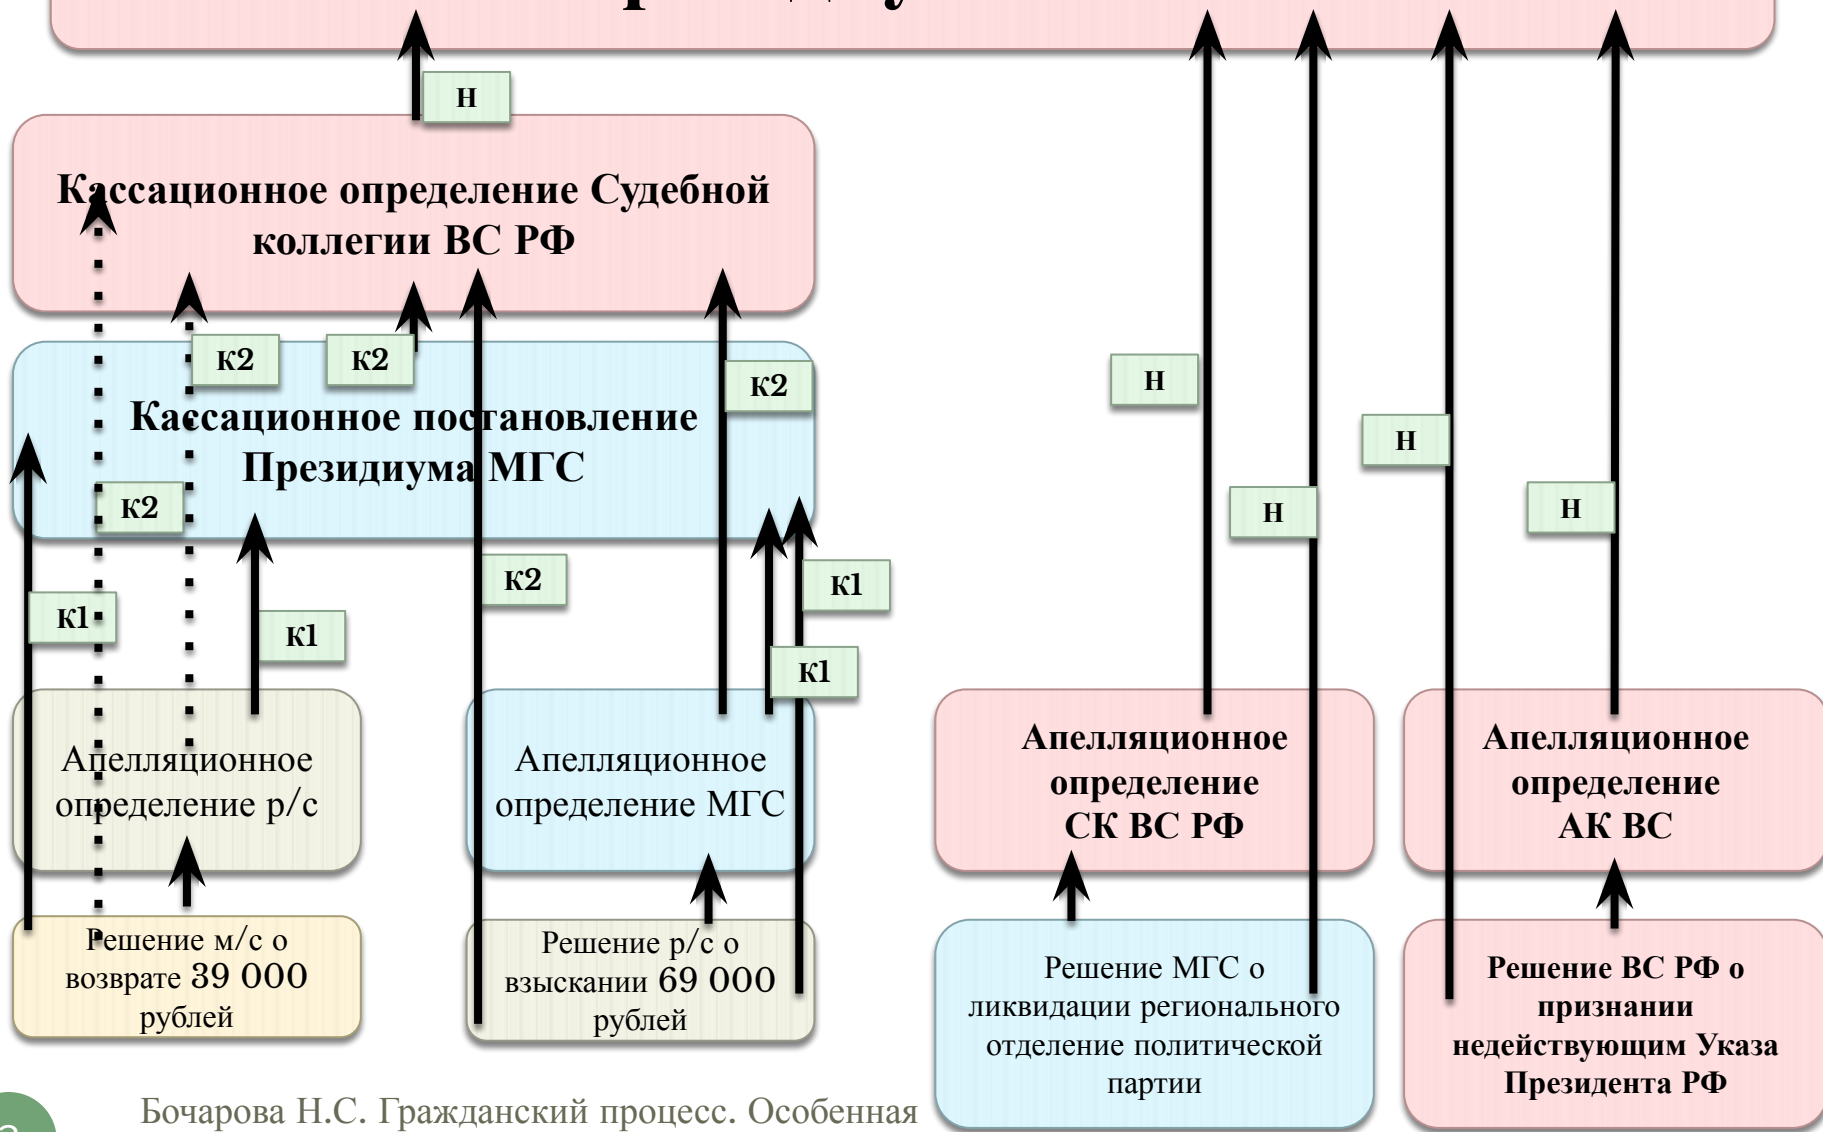 Н
Кассационное определение Судебной
коллегии ВС РФ
К2
К2
К2
Кассационное постановление
Президиума МГС
К2
К1
К1
К2
К1
К1
Н
Н
Н
Н
Апелляционное
определение р/с
Апелляционное
определение МГС
Апелляционное
определение
СК ВС РФ
Апелляционное
определение
АК ВС
Решение м/с о
возврате 39 000
рублей
Решение р/с о
взыскании 69 000
рублей
Решение МГС о
ликвидации регионального
отделение политической
партии
Решение ВС РФ о
признании
недействующим Указа
Президента РФ
Бочарова Н.С. Гражданский процесс. Особенная